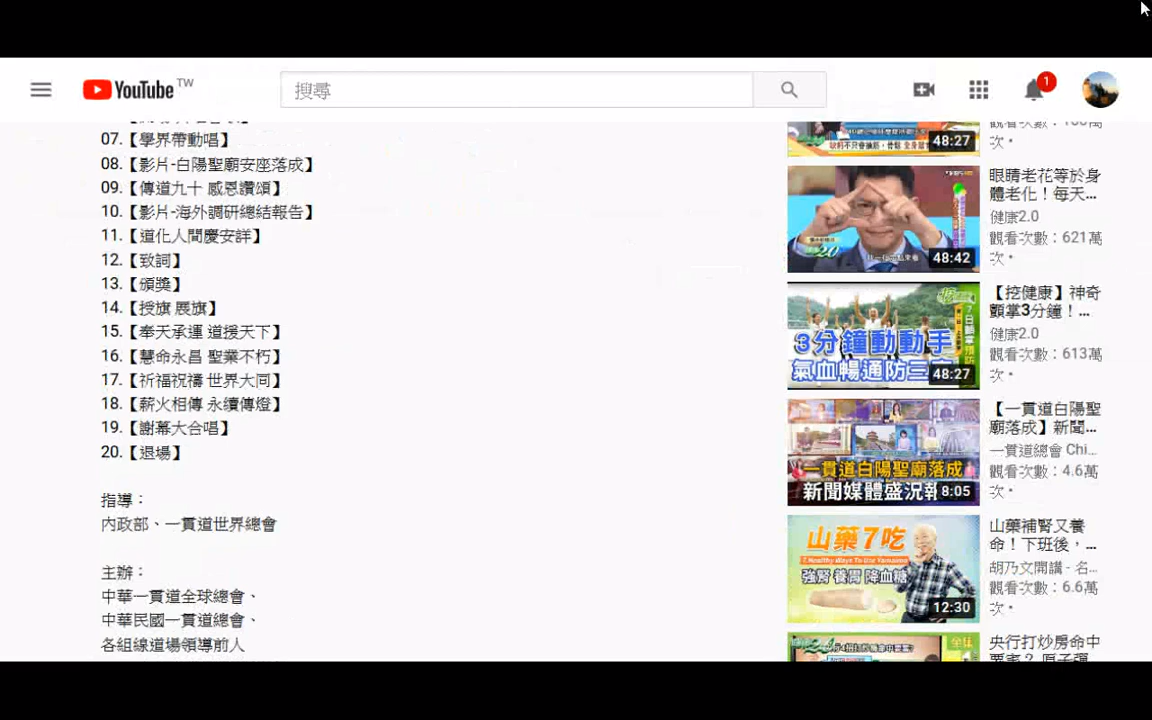 YouTube TW
搜尋
1
07.【學界帶動唱】
08.【影片-白陽聖廟安座落成】
09.【傳道九十 感恩讚頌】
10.【影片-海外調研總結報告】
11.【道化人間慶安詳】
12.【致詞】
13.【頒獎】
14.【授旗 展旗】
15.【奉天承運 道援天下】
16.【慧命永昌 聖業不朽】
17.【祈福祝禱 世界大同】
18.【薪火相傳 永續傳燈】
19.【謝幕大合唱】
20.【退場】
指導：
內政部、一貫道世界總會
主辦：
中華一貫道全球總會、
中華民國一貫道總會、
各組線道場領導前人
48:27
次・
眼睛老花等於身
體老化！每天...
健康2.0
觀看次數：621萬
次・
2.0
48:42
【挖健康】神奇
顫掌3分鐘！...
健康2.0
觀看次數：613萬
次・
3分鐘動動手
氣血暢通防三
48:27
【一貫道白陽聖
廟落成】新聞...
一貫道總會 Chi...
觀看次數：4.6萬
次・
一貫道白陽聖廟落成
新聞媒體盛況
8:05
山藥補腎又養
命！下班後，...
胡乃文開講 - 名...
觀看次數：6.6萬
次・
山藥7吃
7 Healthy Ways To Use Yamaimo
強腎 養胃 降血糖
12:30
央行打炒房命中